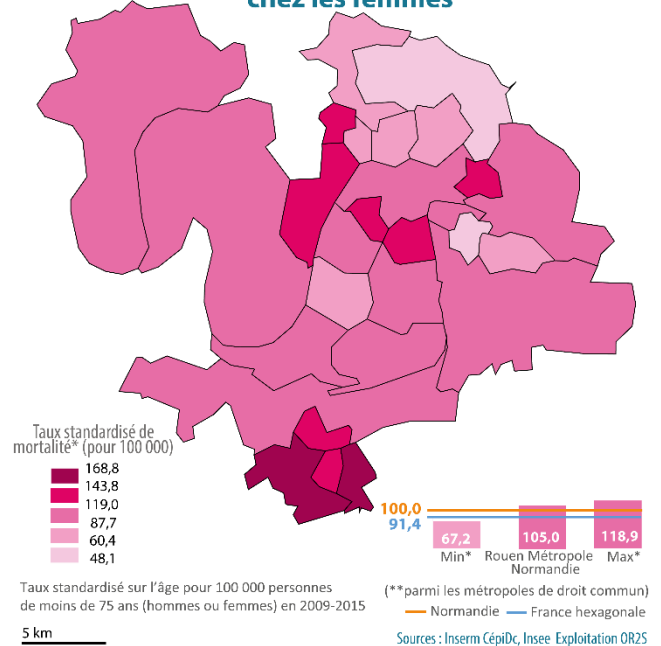 chez les femmes
Taux standardisé de
mortalité* (pour 100 000)
168,8
143,8
119,0
87,7
60,4
48,1
100,0
91,4
67,2
105,0
118,9
Min*
Rouen Métropole
Normandie
Max*
(**parmi les métropoles de droit commun)
Normandie
France hexagonale
Taux standardisé sur l'âge pour 100 000 personnes
de moins de 75 ans (hommes ou femmes) en 2009-2015
5 km
Sources : Inserm CépiDc, Insee Exploitation OR2S